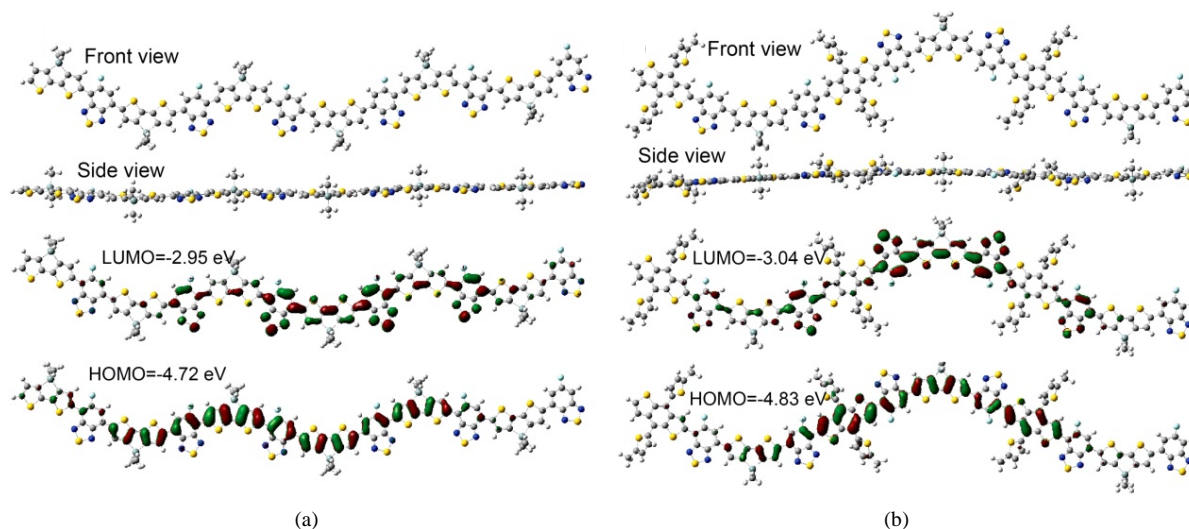 Front view
Side view
LUMO=-2.95 eV
HOMO=-4.72 eV
(a)
Front view
Side view
LUMO=-3.04 eV
HOMO=-4.83 eV
(b)